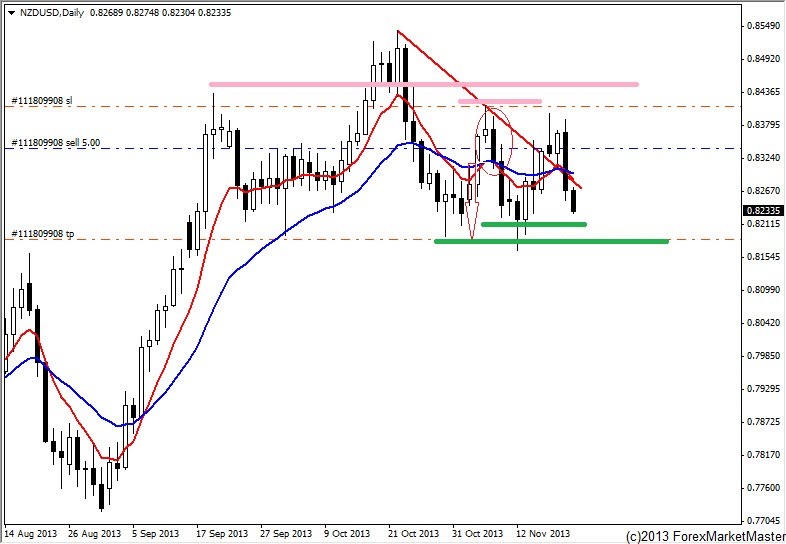 NZDUSD,Daily 0.82689 0.82748 0.82304 0.82335
0.85490
0.84920
0.84365
#111809908 sl
0.83795
#111809908 sell 5.00
0.83240
0.82670
0.82335
0.82115
#111809908 tp
0.81545
0.80990
0.80420
0.79850
0.79295
0.78725
0.78170
0.77600
0.77045
14 Aug 2013 26 Aug 2013 5 Sep 2013 17 Sep 2013 27 Sep 2013 9 Oct 2013 21 Oct 2013 31 Oct 2013 12 Nov 2013
(c)2013 ForexMarketMaster